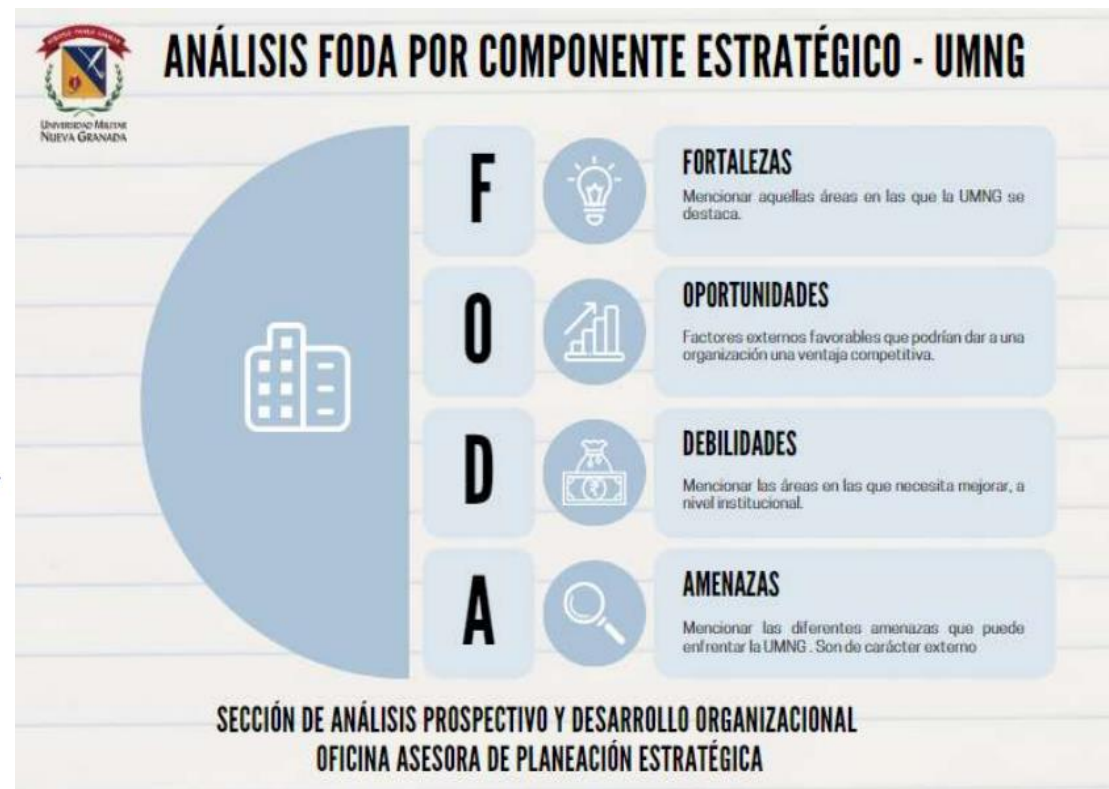 ANÁLISIS FODA POR COMPONENTE ESTRATÉGICO - UMNG
UNIVERSIDAD MILITAR
NUEVA GRANADA
F
FORTALEZAS
Mencionar aquellas áreas en las que la UMNG se
destaca.
O
OPORTUNIDADES
Factores externos favorables que podrían dar a una
organización una ventaja competitiva.
D
DEBILIDADES
Mencionar las áreas en las que necesita mejorar, a
nivel institucional.
A
AMENAZAS
Mencionar las diferentes amenazas que puede
enfrentar la UMNG . Son de carácter externo
SECCIÓN DE ANÁLISIS PROSPECTIVO Y DESARROLLO ORGANIZACIONAL
OFICINA ASESORA DE PLANEACIÓN ESTRATÉGICA